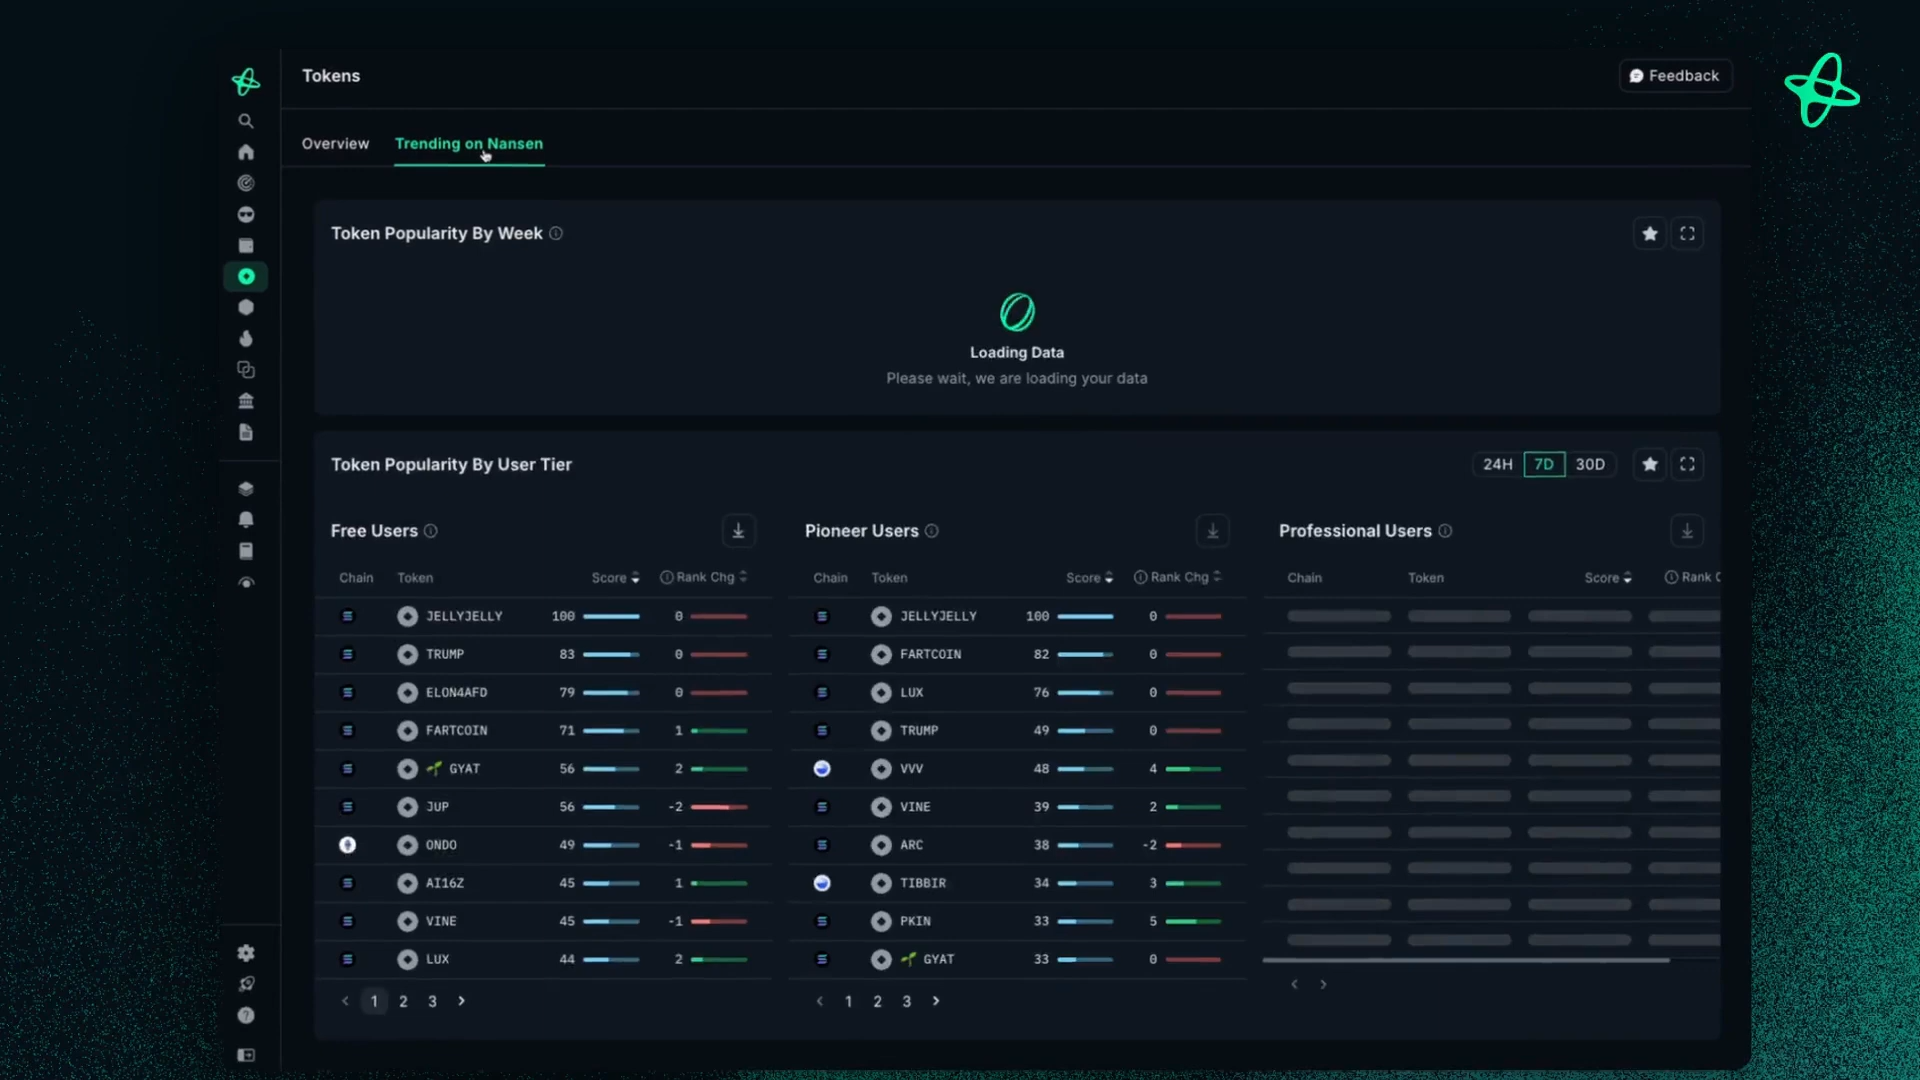 Tokens
Feedback
Overview Trending on Nansen
Token Popularity By Week
Loading Data
Please wait, we are loading your data
Token Popularity By User Tier
24H 7D 30D
Free Users
Chain Token Score Rank Chg
JELLYJELLY 100 0
TRUMP 83 0
ELON4AFD 79 0
FARTCOIN 71 1
GYAT 56 2
JUP 56 -2
ONDO 49 -1
AI16Z 45 1
VINE 45 -1
LUX 44 2
1 2 3
Pioneer Users
Chain Token Score Rank Chg
JELLYJELLY 100 0
FARTCOIN 82 0
LUX 76 0
TRUMP 49 0
VVV 48 4
VINE 39 2
ARC 38 -2
TIBBIR 34 3
PKIN 33 5
GYAT 33 0
1 2 3
Professional Users
Chain Token Score Rank C